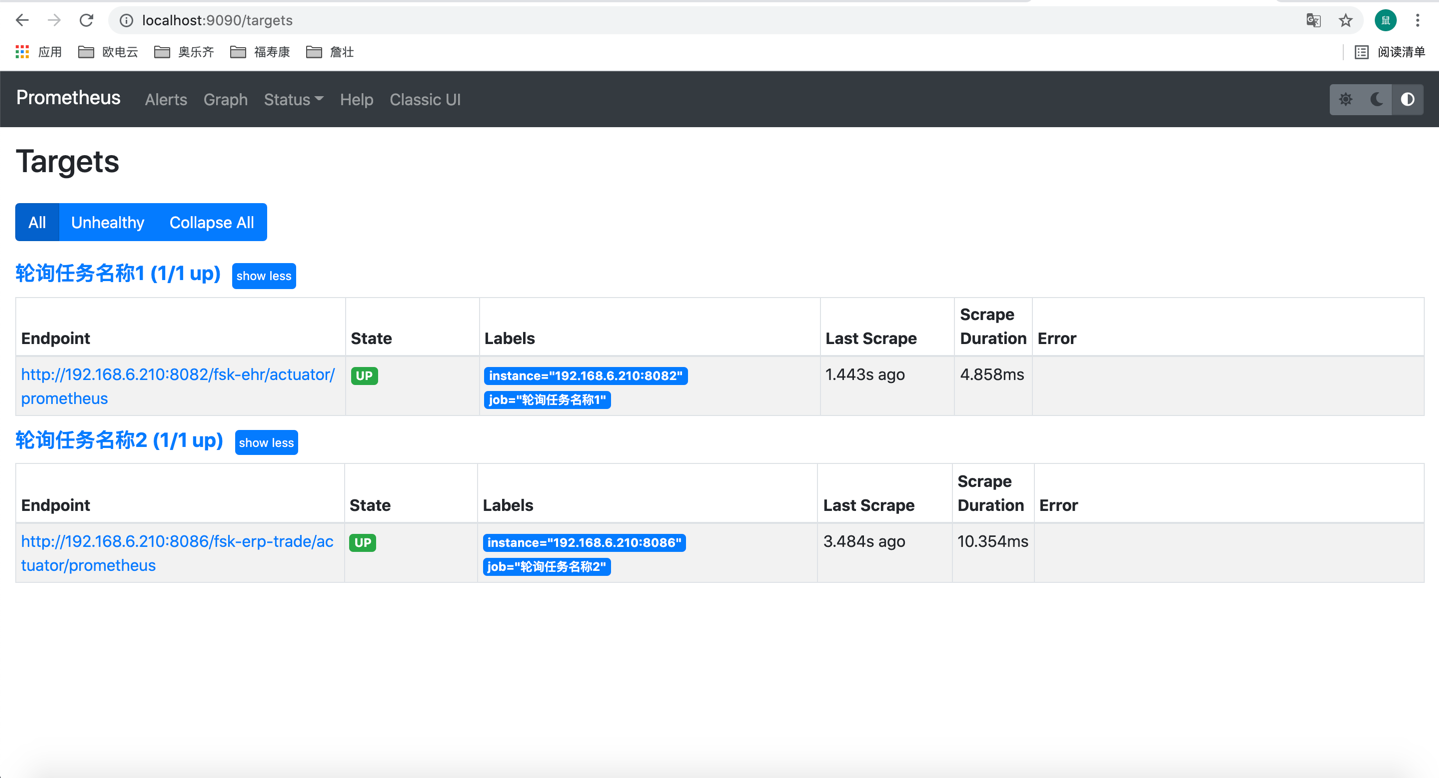 localhost:9090/targets
鼠
应用 欧电云 奥乐齐 福寿康 詹壮 阅读清单
Prometheus Alerts Graph Status Help Classic UI
Targets
All Unhealthy Collapse All
轮询任务名称1 (1/1 up) show less
Endpoint State Labels Last Scrape Scrape Duration Error
http://192.168.6.210:8082/fsk-ehr/actuator/ UP instance="192.168.6.210:8082" 1.443s ago 4.858ms
prometheus job="轮询任务名称1"
轮询任务名称2 (1/1 up) show less
Endpoint State Labels Last Scrape Scrape Duration Error
http://192.168.6.210:8086/fsk-erp-trade/ac UP instance="192.168.6.210:8086" 3.484s ago 10.354ms
tuator/prometheus job="轮询任务名称2"